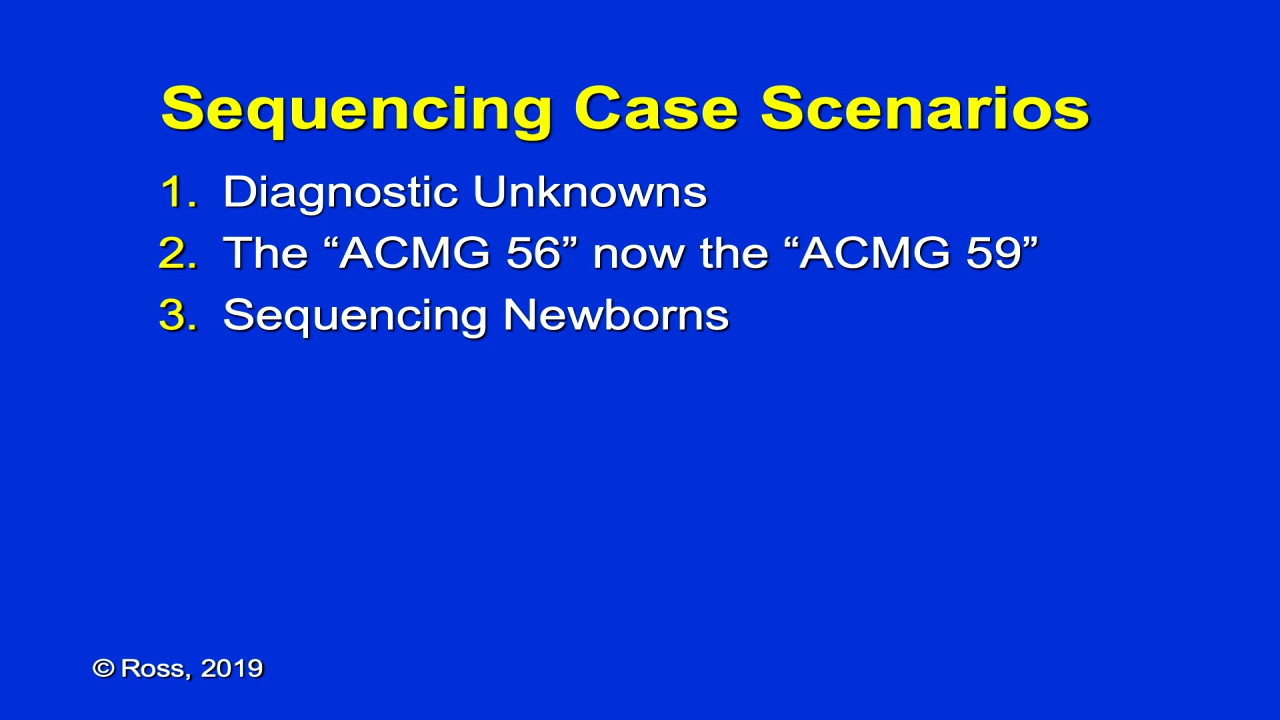 Sequencing Case Scenarios
1. Diagnostic Unknowns
2. The “ACMG 56” now the “ACMG 59”
3. Sequencing Newborns
© Ross, 2019